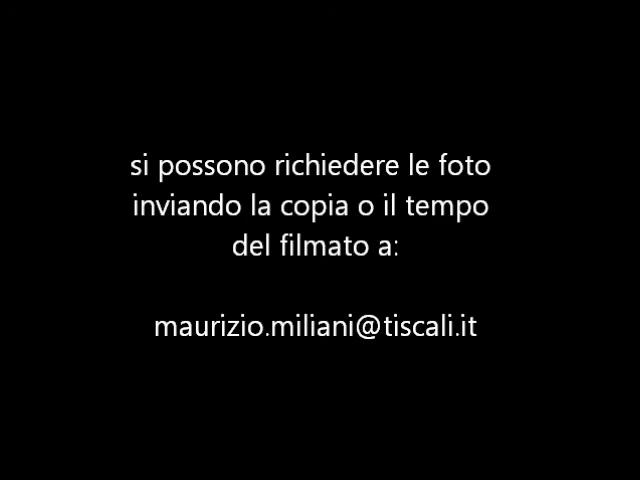 si possono richiedere le foto
inviando la copia o il tempo
del filmato a:
maurizio.miliani@tiscali.it